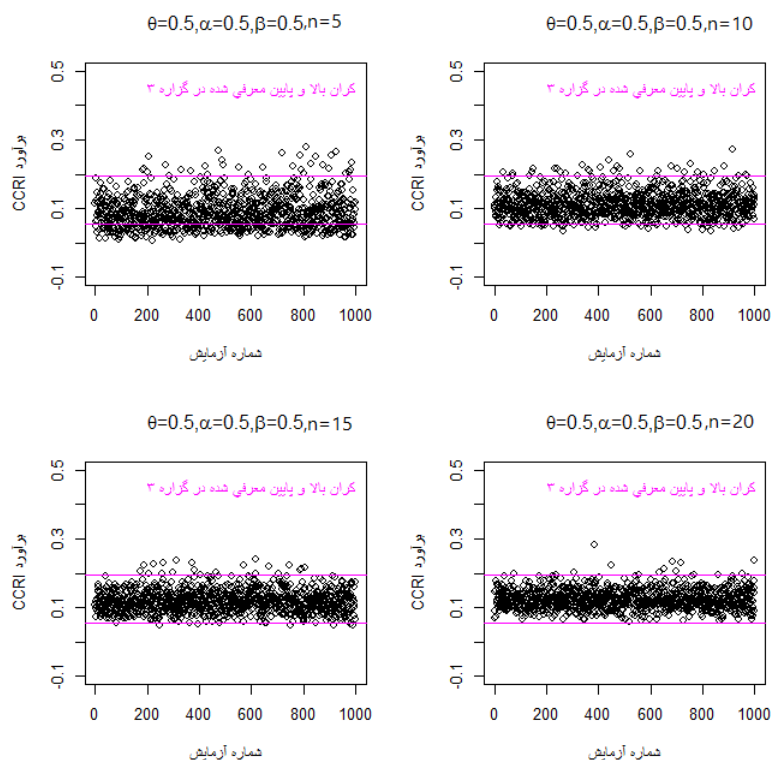 θ=0.5,α=0.5,β=0.5,n=5
کران بالا و پایین معرفي شده در گزاره ۳
برآورد CCRI
0.5
0.3
0.1
-0.1
0 200 400 600 800 1000
شماره آزمایش
θ=0.5,α=0.5,β=0.5,n=10
کران بالا و پایین معرفي شده در گزاره ۳
برآورد CCRI
0.5
0.3
0.1
-0.1
0 200 400 600 800 1000
شماره آزمایش
θ=0.5,α=0.5,β=0.5,n=15
کران بالا و پایین معرفي شده در گزاره ۳
برآورد CCRI
0.5
0.3
0.1
-0.1
0 200 400 600 800 1000
شماره آزمایش
θ=0.5,α=0.5,β=0.5,n=20
کران بالا و پایین معرفي شده در گزاره ۳
برآورد CCRI
0.5
0.3
0.1
-0.1
0 200 400 600 800 1000
شماره آزمایش